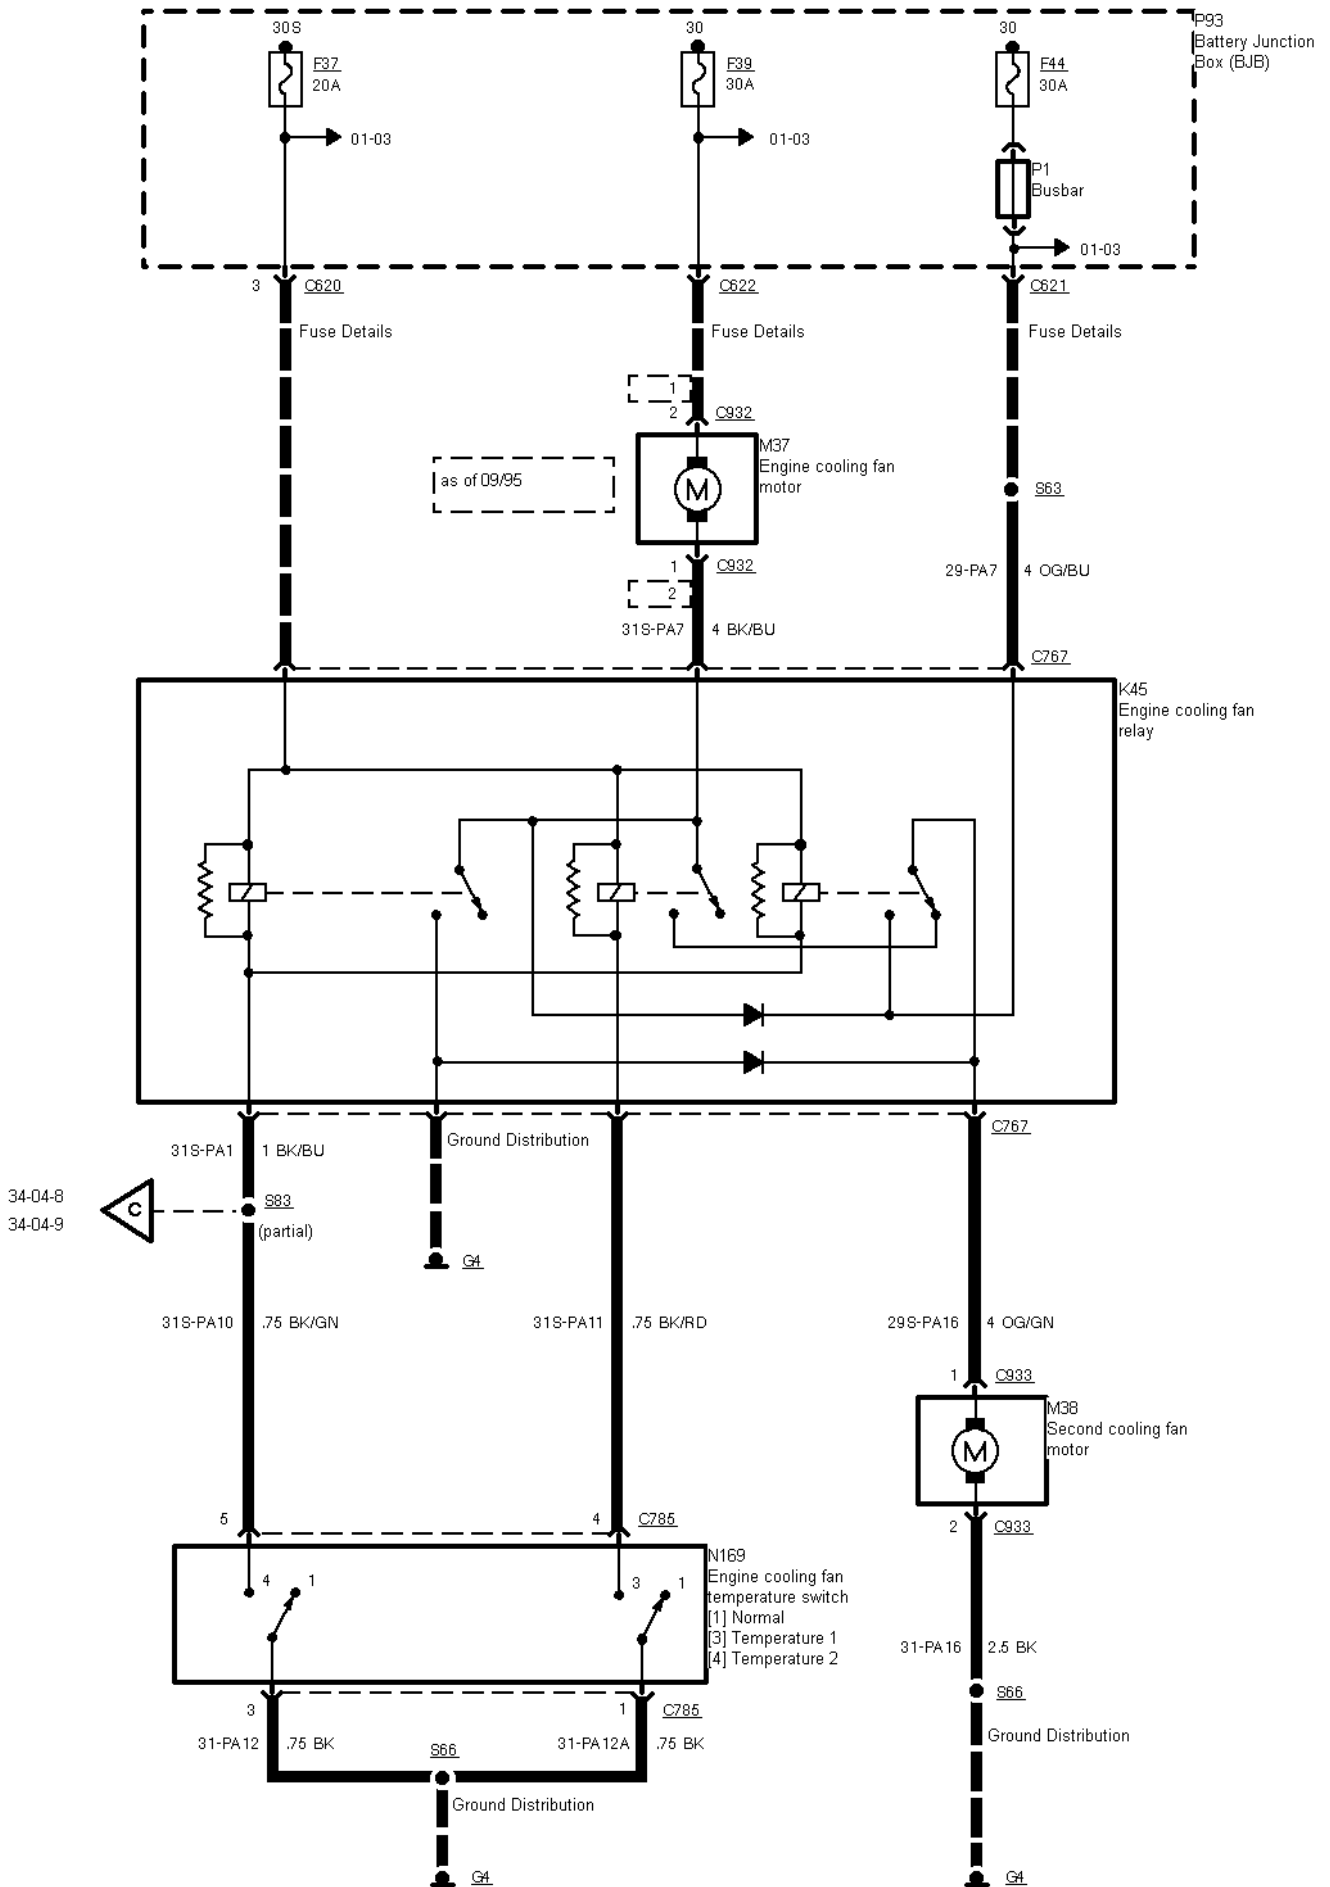 30S
30
30
P93
Battery Junction
Box (BJB)
F37
20A
F39
30A
F44
30A
01-03
01-03
P1
Busbar
01-03
3
C620
C622
C621
Fuse Details
Fuse Details
Fuse Details
1
2
C932
M37
Engine cooling fan
motor
as of 09/95
M
S63
1
C932
2
29-PA7
4 OG/BU
31S-PA7
4 BK/BU
C767
K45
Engine cooling fan
relay
C767
31S-PA1
1 BK/BU
Ground Distribution
34-04-8
34-04-9
C
S83
(partial)
G4
31S-PA10
.75 BK/GN
31S-PA11
.75 BK/RD
29S-PA16
4 OG/GN
1
C933
M38
Second cooling fan
motor
M
5
4
C785
2
C933
N169
Engine cooling fan
temperature switch
[1] Normal
[3] Temperature 1
[4] Temperature 2
4
1
3
1
31-PA16
2.5 BK
S66
3
1
C785
31-PA12
.75 BK
31-PA12A
.75 BK
Ground Distribution
S66
Ground Distribution
G4
G4